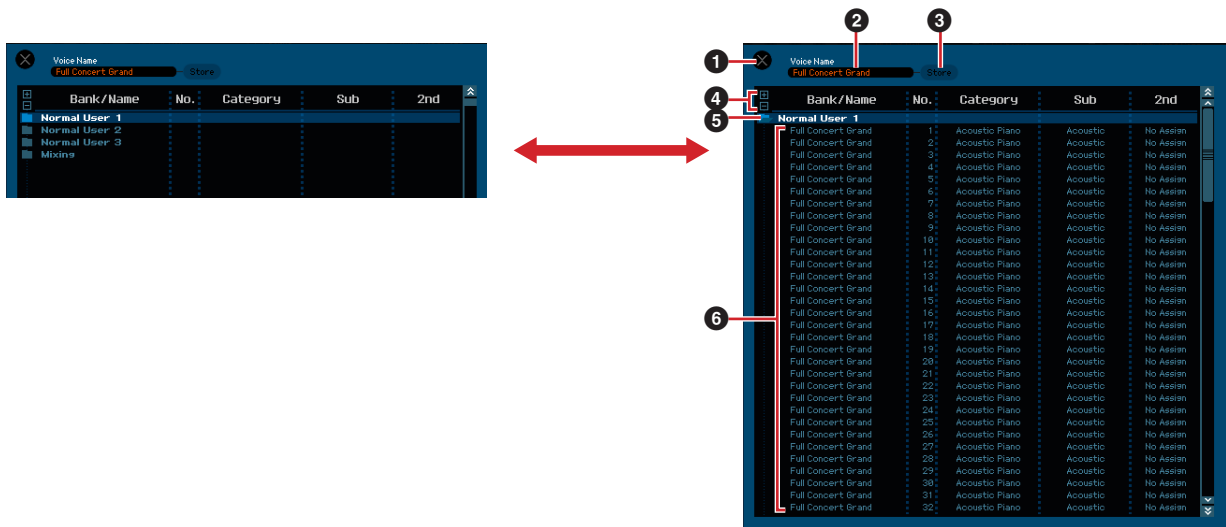 Voice Name
Full Concert Grand Store
Bank/Name No. Category Sub 2nd
Normal User 1
Normal User 2
Normal User 3
Mixing
1
2
3
4
5
6
Voice Name
Full Concert Grand Store
Bank/Name No. Category Sub 2nd
Normal User 1
Full Concert Grand 1 Acoustic Piano Acoustic No Assign
Full Concert Grand 2 Acoustic Piano Acoustic No Assign
Full Concert Grand 3 Acoustic Piano Acoustic No Assign
Full Concert Grand 4 Acoustic Piano Acoustic No Assign
Full Concert Grand 5 Acoustic Piano Acoustic No Assign
Full Concert Grand 6 Acoustic Piano Acoustic No Assign
Full Concert Grand 7 Acoustic Piano Acoustic No Assign
Full Concert Grand 8 Acoustic Piano Acoustic No Assign
Full Concert Grand 9 Acoustic Piano Acoustic No Assign
Full Concert Grand 10 Acoustic Piano Acoustic No Assign
Full Concert Grand 11 Acoustic Piano Acoustic No Assign
Full Concert Grand 12 Acoustic Piano Acoustic No Assign
Full Concert Grand 13 Acoustic Piano Acoustic No Assign
Full Concert Grand 14 Acoustic Piano Acoustic No Assign
Full Concert Grand 15 Acoustic Piano Acoustic No Assign
Full Concert Grand 16 Acoustic Piano Acoustic No Assign
Full Concert Grand 17 Acoustic Piano Acoustic No Assign
Full Concert Grand 18 Acoustic Piano Acoustic No Assign
Full Concert Grand 19 Acoustic Piano Acoustic No Assign
Full Concert Grand 20 Acoustic Piano Acoustic No Assign
Full Concert Grand 21 Acoustic Piano Acoustic No Assign
Full Concert Grand 22 Acoustic Piano Acoustic No Assign
Full Concert Grand 23 Acoustic Piano Acoustic No Assign
Full Concert Grand 24 Acoustic Piano Acoustic No Assign
Full Concert Grand 25 Acoustic Piano Acoustic No Assign
Full Concert Grand 26 Acoustic Piano Acoustic No Assign
Full Concert Grand 27 Acoustic Piano Acoustic No Assign
Full Concert Grand 28 Acoustic Piano Acoustic No Assign
Full Concert Grand 29 Acoustic Piano Acoustic No Assign
Full Concert Grand 30 Acoustic Piano Acoustic No Assign
Full Concert Grand 31 Acoustic Piano Acoustic No Assign
Full Concert Grand 32 Acoustic Piano Acoustic No Assign